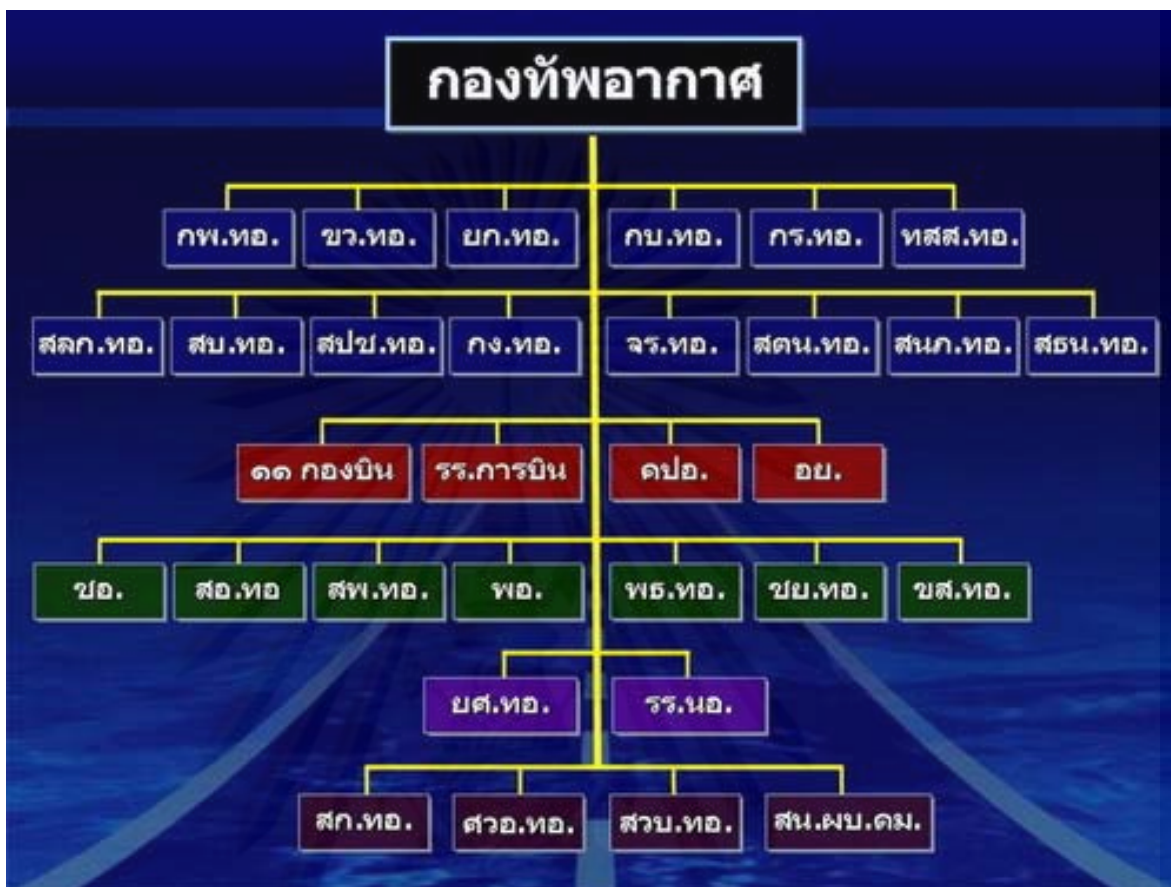 กองทัพอากาศ
กพ.ทอ. ขว.ทอ. ยก.ทอ. กบ.ทอ. กร.ทอ. ทสส.ทอ.
สลก.ทอ. สบ.ทอ. สปช.ทอ. กง.ทอ. จร.ทอ. สตน.ทอ. สนภ.ทอ. สธน.ทอ.
๑๑ กองบิน รร.การบิน คปอ. อย.
ชอ. สอ.ทอ สพ.ทอ. พอ. พธ.ทอ. ชย.ทอ. ขส.ทอ.
ยศ.ทอ. รร.นอ.
สก.ทอ. ศวอ.ทอ. สวบ.ทอ. สน.ผบ.ดม.